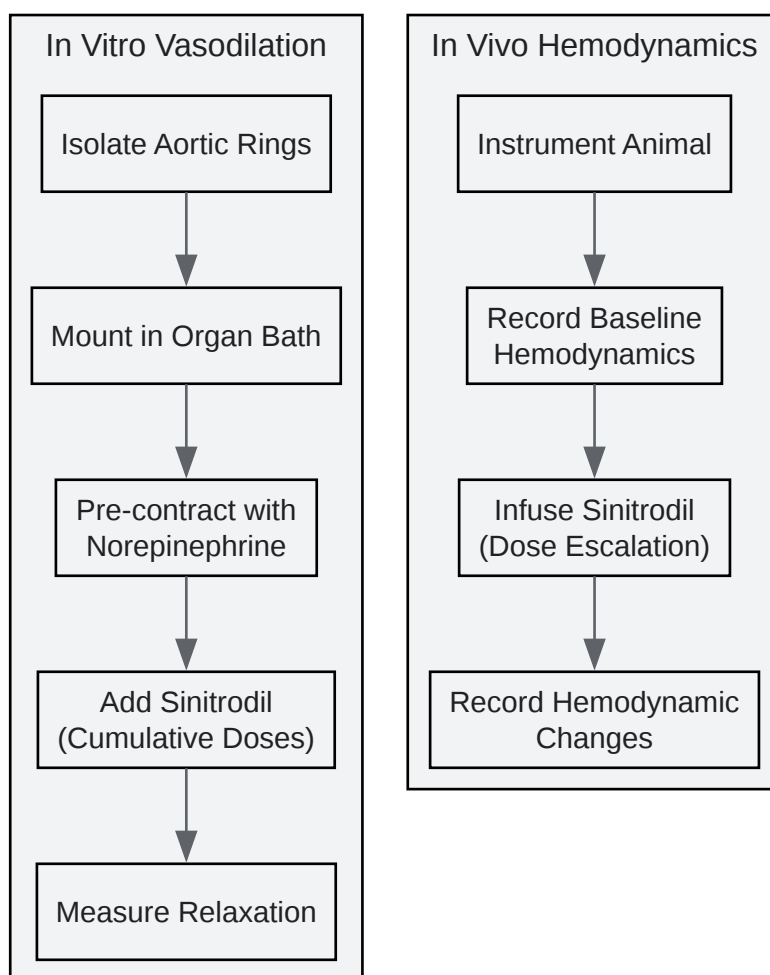 In Vitro Vasodilation
Isolate Aortic Rings
Mount in Organ Bath
Pre-contract with
Norepinephrine
Add Sinitrodil
(Cumulative Doses)
Measure Relaxation
In Vivo Hemodynamics
Instrument Animal
Record Baseline
Hemodynamics
Infuse Sinitrodil
(Dose Escalation)
Record Hemodynamic
Changes